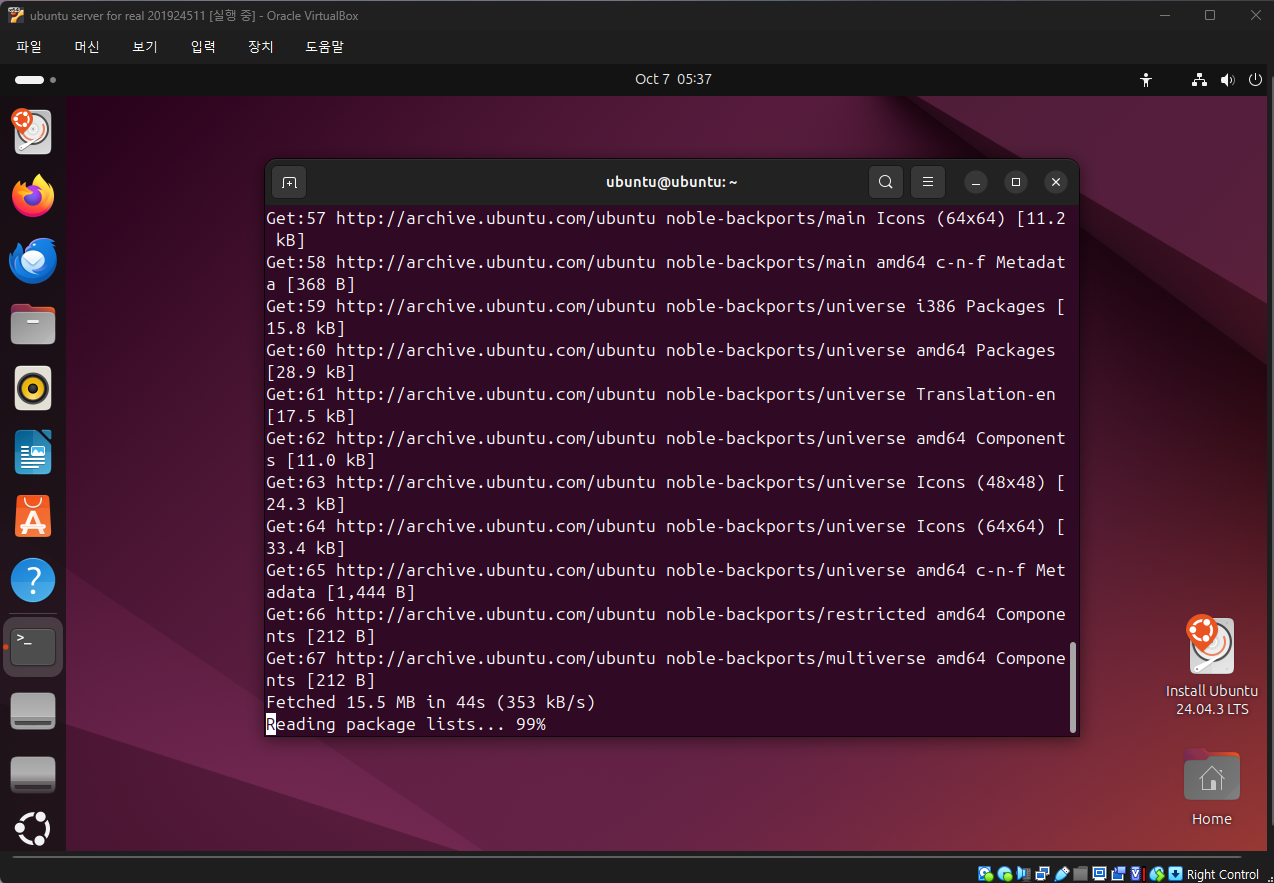 ubuntu server for real 201924511 [실행 중] - Oracle VirtualBox
파일 머신 보기 입력 장치 도움말
Oct 7 05:37
ubuntu@ubuntu: ~
Get:57 http://archive.ubuntu.com/ubuntu noble-backports/main Icons (64x64) [11.2
kB]
Get:58 http://archive.ubuntu.com/ubuntu noble-backports/main amd64 c-n-f Metadat
a [368 B]
Get:59 http://archive.ubuntu.com/ubuntu noble-backports/universe i386 Packages [
15.8 kB]
Get:60 http://archive.ubuntu.com/ubuntu noble-backports/universe amd64 Packages
[28.9 kB]
Get:61 http://archive.ubuntu.com/ubuntu noble-backports/universe Translation-en
[17.5 kB]
Get:62 http://archive.ubuntu.com/ubuntu noble-backports/universe amd64 Component
s [11.0 kB]
Get:63 http://archive.ubuntu.com/ubuntu noble-backports/universe Icons (48x48) [
24.3 kB]
Get:64 http://archive.ubuntu.com/ubuntu noble-backports/universe Icons (64x64) [
33.4 kB]
Get:65 http://archive.ubuntu.com/ubuntu noble-backports/universe amd64 c-n-f Met
adata [1,444 B]
Get:66 http://archive.ubuntu.com/ubuntu noble-backports/restricted amd64 Compone
nts [212 B]
Get:67 http://archive.ubuntu.com/ubuntu noble-backports/multiverse amd64 Compone
nts [212 B]
Fetched 15.5 MB in 44s (353 kB/s)
Reading package lists... 99%
Install Ubuntu
24.04.3 LTS
Home
Right Control